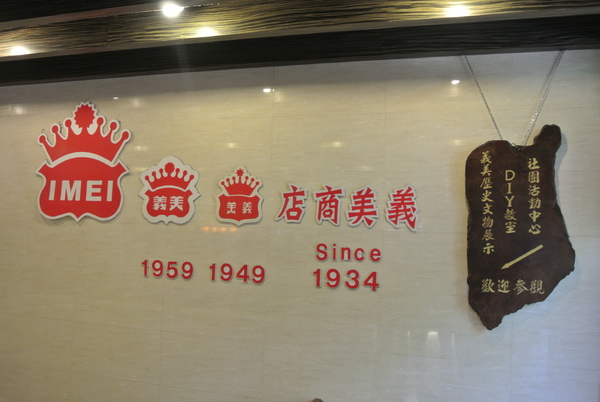 IMEI
義美
義美
義美商店
1959
1949
Since
1934
社團活動中心
DIY教室
義美歷史文物展示
歡迎參觀